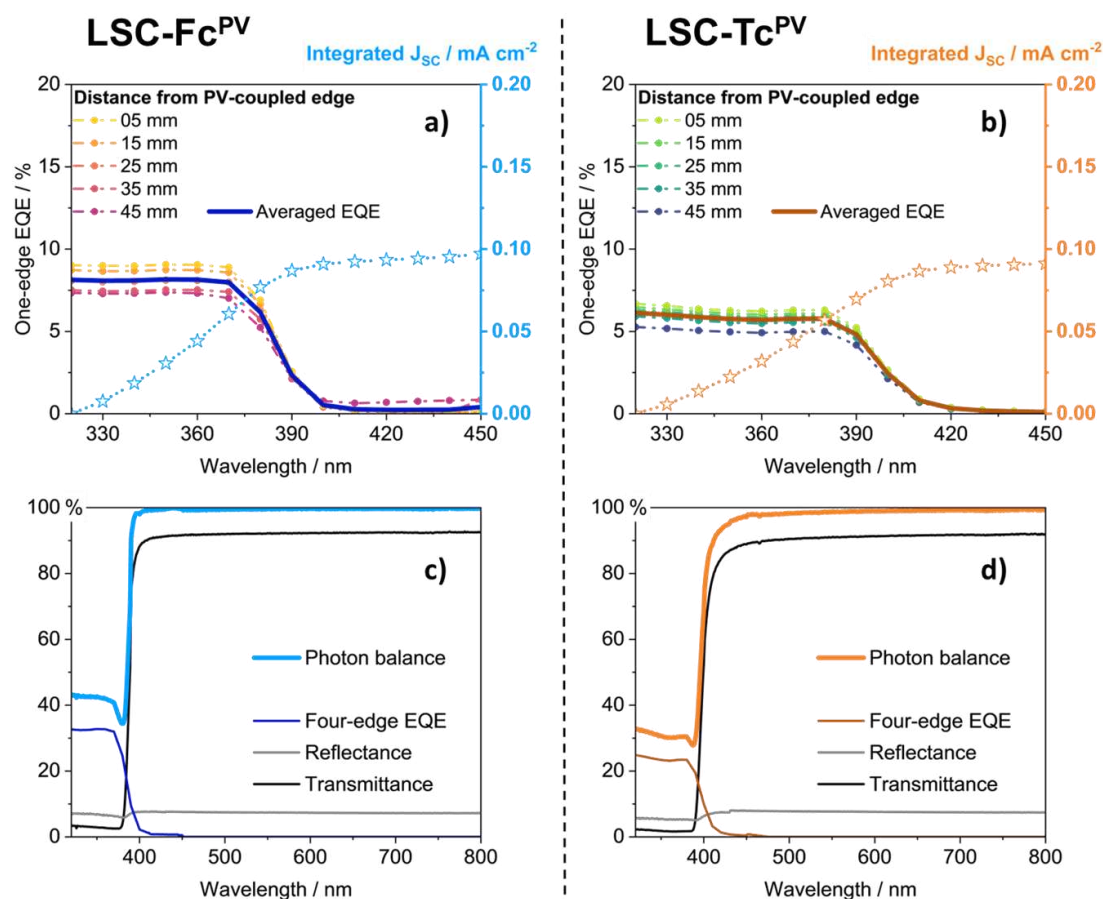 LSC-Fcᴾⱽ
Integrated J_SC / mA cm⁻²
20
15
10
5
0
One-edge EQE / %
Distance from PV-coupled edge
05 mm
15 mm
25 mm
35 mm
45 mm
Averaged EQE
a)
0.20
0.15
0.10
0.05
0.00
330 360 390 420 450
Wavelength / nm
LSC-Tcᴾⱽ
Integrated J_SC / mA cm⁻²
20
15
10
5
0
One-edge EQE / %
Distance from PV-coupled edge
05 mm
15 mm
25 mm
35 mm
45 mm
Averaged EQE
b)
0.20
0.15
0.10
0.05
0.00
330 360 390 420 450
Wavelength / nm
100 %
80
60
40
20
0
c)
Photon balance
Four-edge EQE
Reflectance
Transmittance
400 500 600 700 800
Wavelength / nm
100 %
80
60
40
20
0
d)
Photon balance
Four-edge EQE
Reflectance
Transmittance
400 500 600 700 800
Wavelength / nm